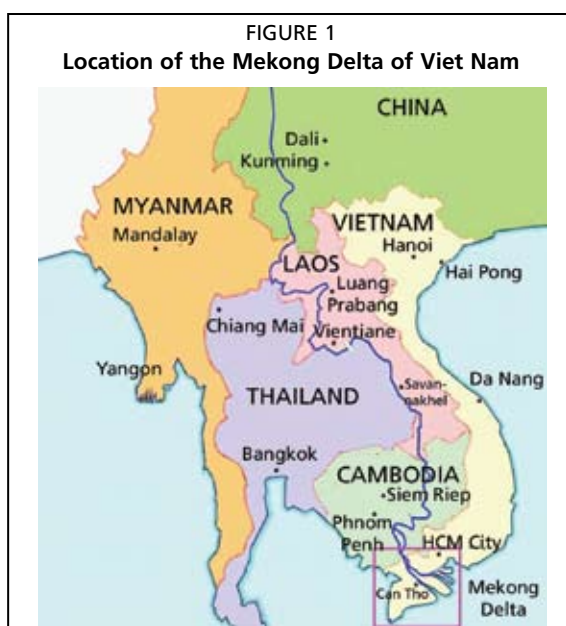 FIGURE 1
Location of the Mekong Delta of Viet Nam
CHINA
Dali
Kunming
MYANMAR
Mandalay
VIETNAM
Hanoi
Hai Pong
LAOS
Luang
Prabang
Chiang Mai
Vientiane
Yangon
THAILAND
Savan-
nakhel
Da Nang
Bangkok
CAMBODIA
Siem Riep
Phnom
Penh
HCM City
Can Tho
Mekong
Delta